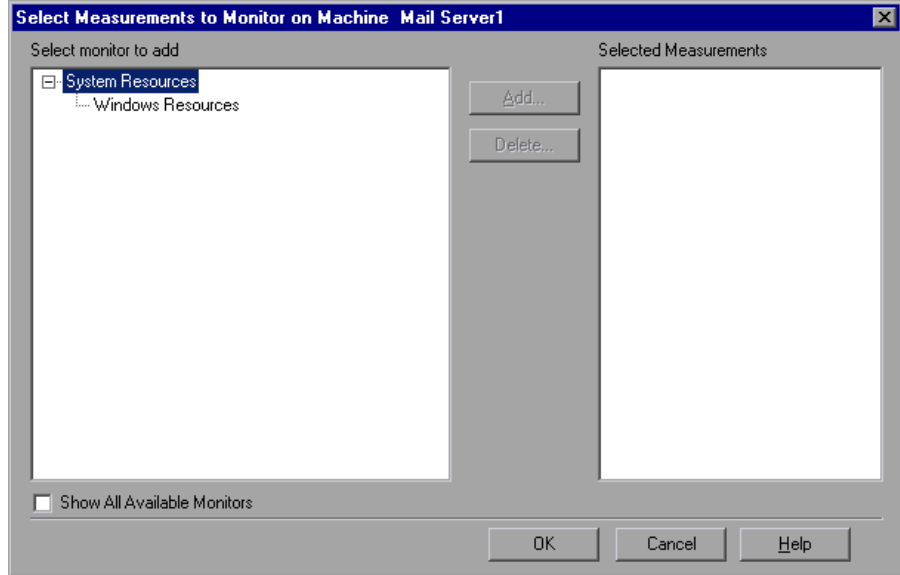 Select Measurements to Monitor on Machine Mail Server1
Select monitor to add
Selected Measurements
System Resources
Windows Resources
Add...
Delete...
Show All Available Monitors
OK
Cancel
Help